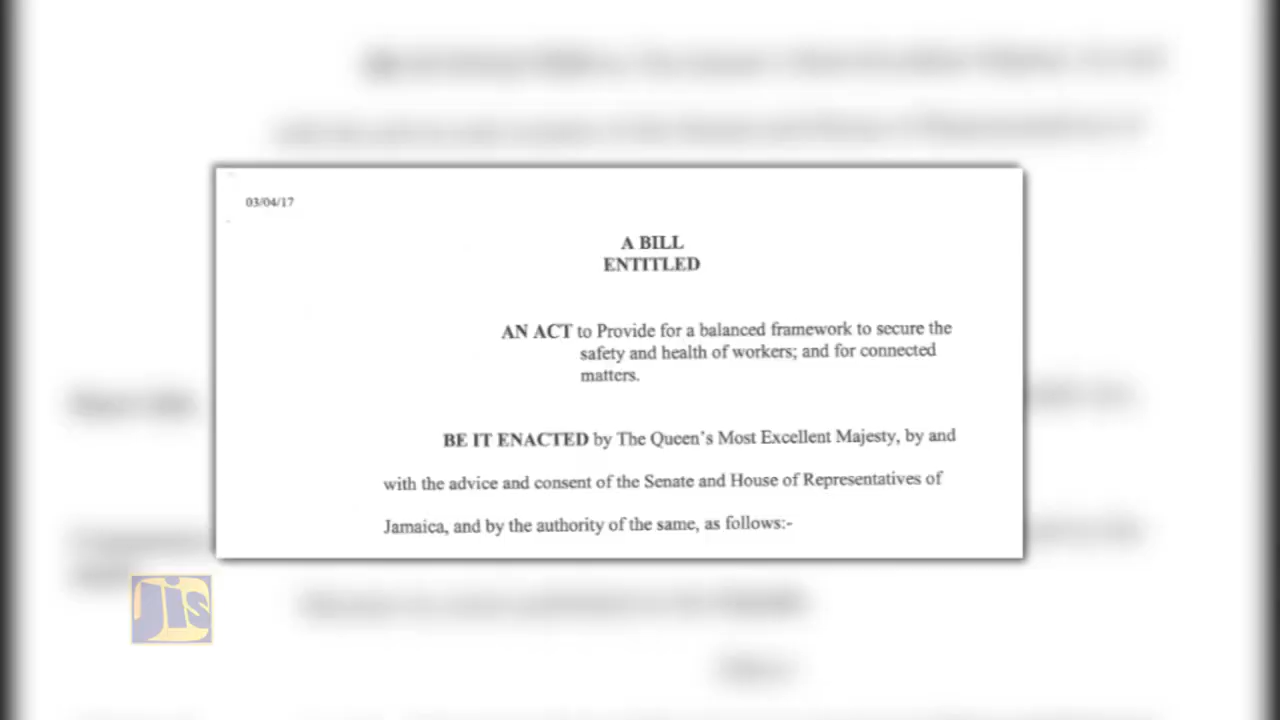 03/04/17
A BILL
ENTITLED
AN ACT to Provide for a balanced framework to secure the
safety and health of workers; and for connected
matters.
BE IT ENACTED by The Queen's Most Excellent Majesty, by and
with the advice and consent of the Senate and House of Representatives of
Jamaica, and by the authority of the same, as follows:-
Jis